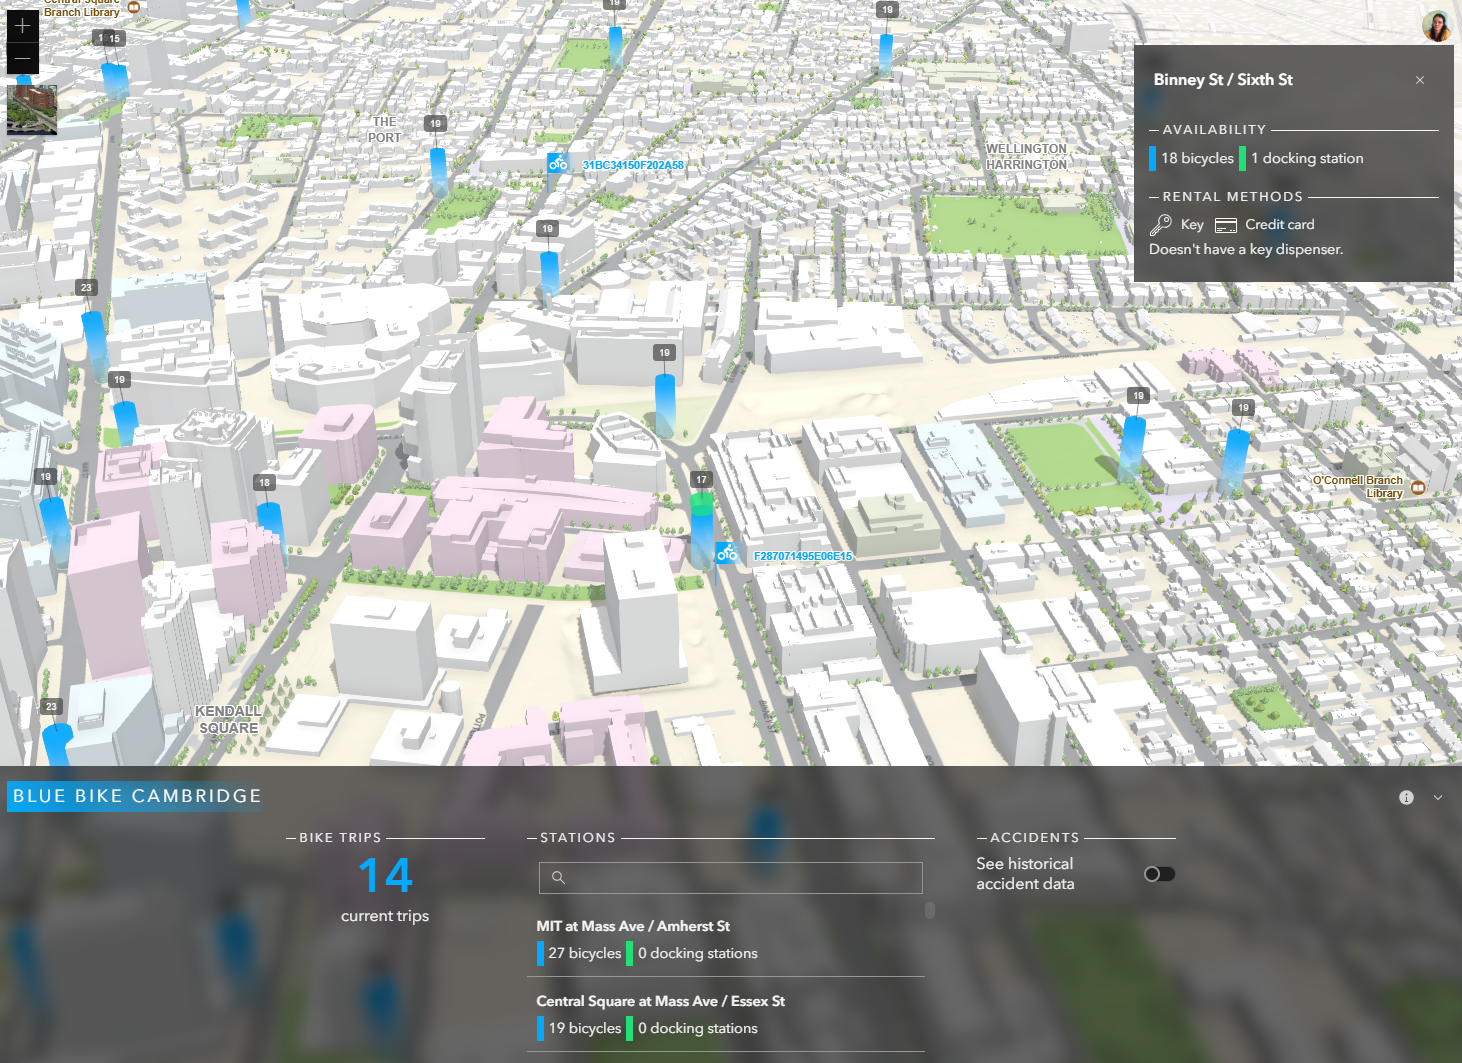 Central Square
Branch Library
19
19
15
THE
PORT
19
31BC34150F202A58
WELLINGTON
HARRINGTON
19
23
19
19
19
19
O'Connell Branch
Library
19
18
17
F287071495E06E15
23
KENDALL
SQUARE
BINNEY ST
Binney St / Sixth St
AVAILABILITY
18 bicycles 1 docking station
RENTAL METHODS
Key Credit card
Doesn't have a key dispenser.
BLUE BIKE CAMBRIDGE
BIKE TRIPS
14
current trips
STATIONS
MIT at Mass Ave / Amherst St
27 bicycles 0 docking stations
Central Square at Mass Ave / Essex St
19 bicycles 0 docking stations
ACCIDENTS
See historical
accident data